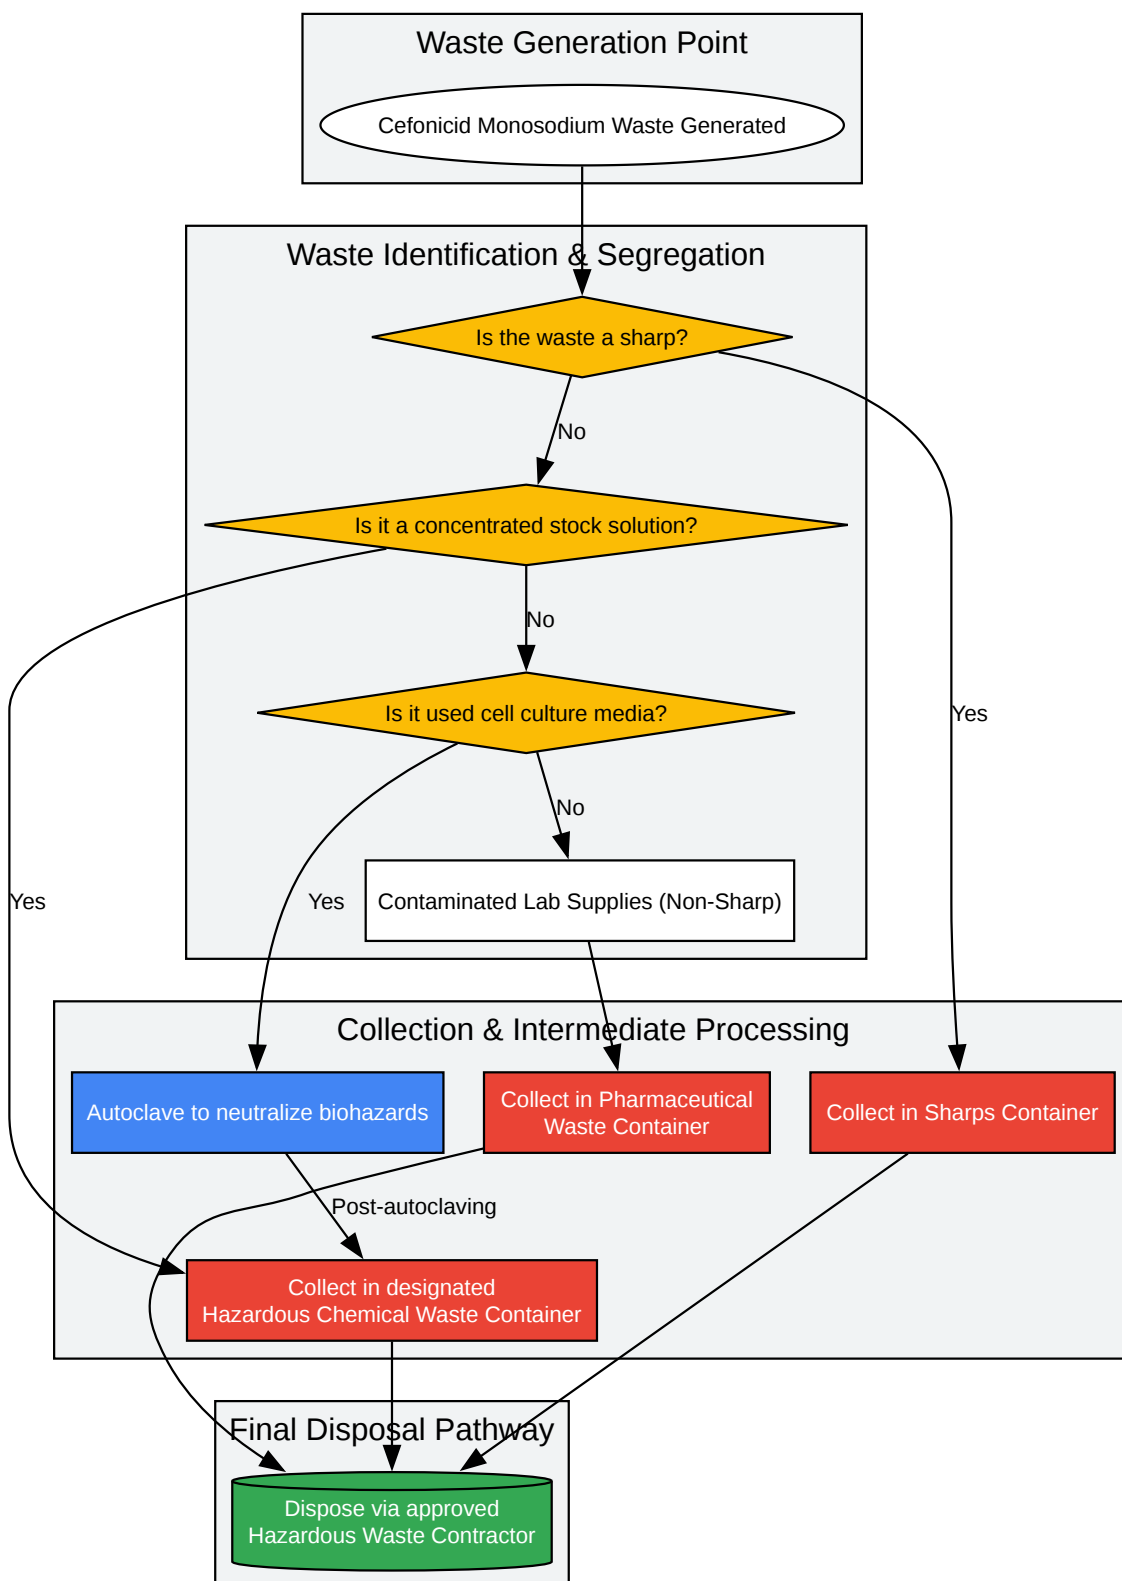 Waste Generation Point
Cefonicid Monosodium Waste Generated
Waste Identification & Segregation
Is the waste a sharp?
No
Is it a concentrated stock solution?
No
Is it used cell culture media?
Yes
No
Yes
Yes
Contaminated Lab Supplies (Non-Sharp)
Collection & Intermediate Processing
Autoclave to neutralize biohazards
Collect in Pharmaceutical
Waste Container
Collect in Sharps Container
Post-autoclaving
Collect in designated
Hazardous Chemical Waste Container
Final Disposal Pathway
Dispose via approved
Hazardous Waste Contractor